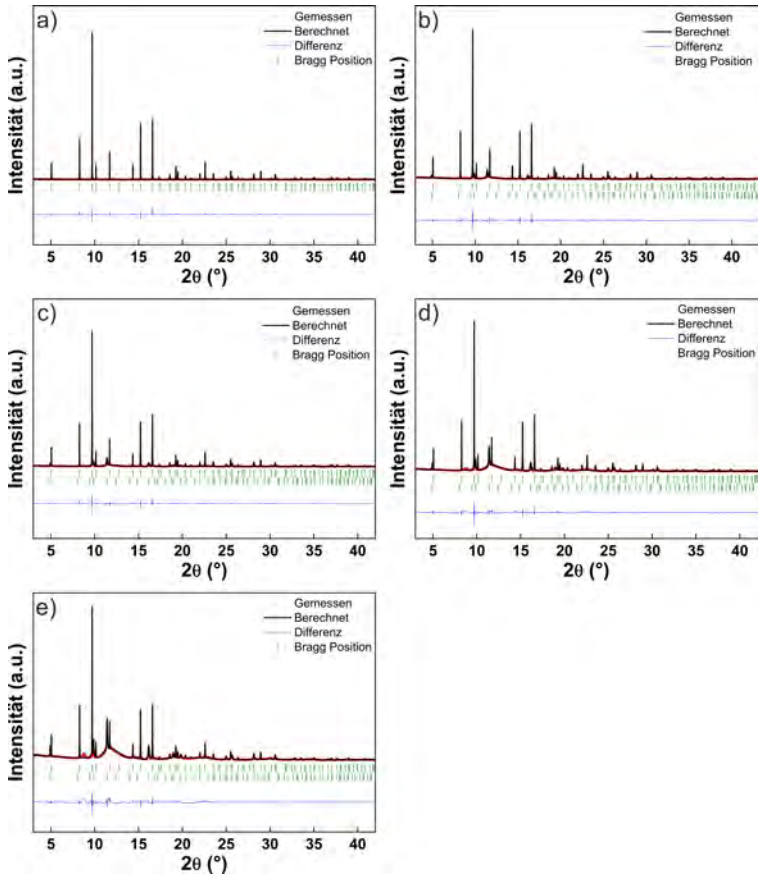 a)
Gemessen
Berechnet
Differenz
Bragg Position
Intensität (a.u.)
5 10 15 20 25 30 35 40
2θ (°)
b)
Gemessen
Berechnet
Differenz
Bragg Position
Intensität (a.u.)
5 10 15 20 25 30 35 40
2θ (°)
c)
Gemessen
Berechnet
Differenz
Bragg Position
Intensität (a.u.)
5 10 15 20 25 30 35 40
2θ (°)
d)
Gemessen
Berechnet
Differenz
Bragg Position
Intensität (a.u.)
5 10 15 20 25 30 35 40
2θ (°)
e)
Gemessen
Berechnet
Differenz
Bragg Position
Intensität (a.u.)
5 10 15 20 25 30 35 40
2θ (°)